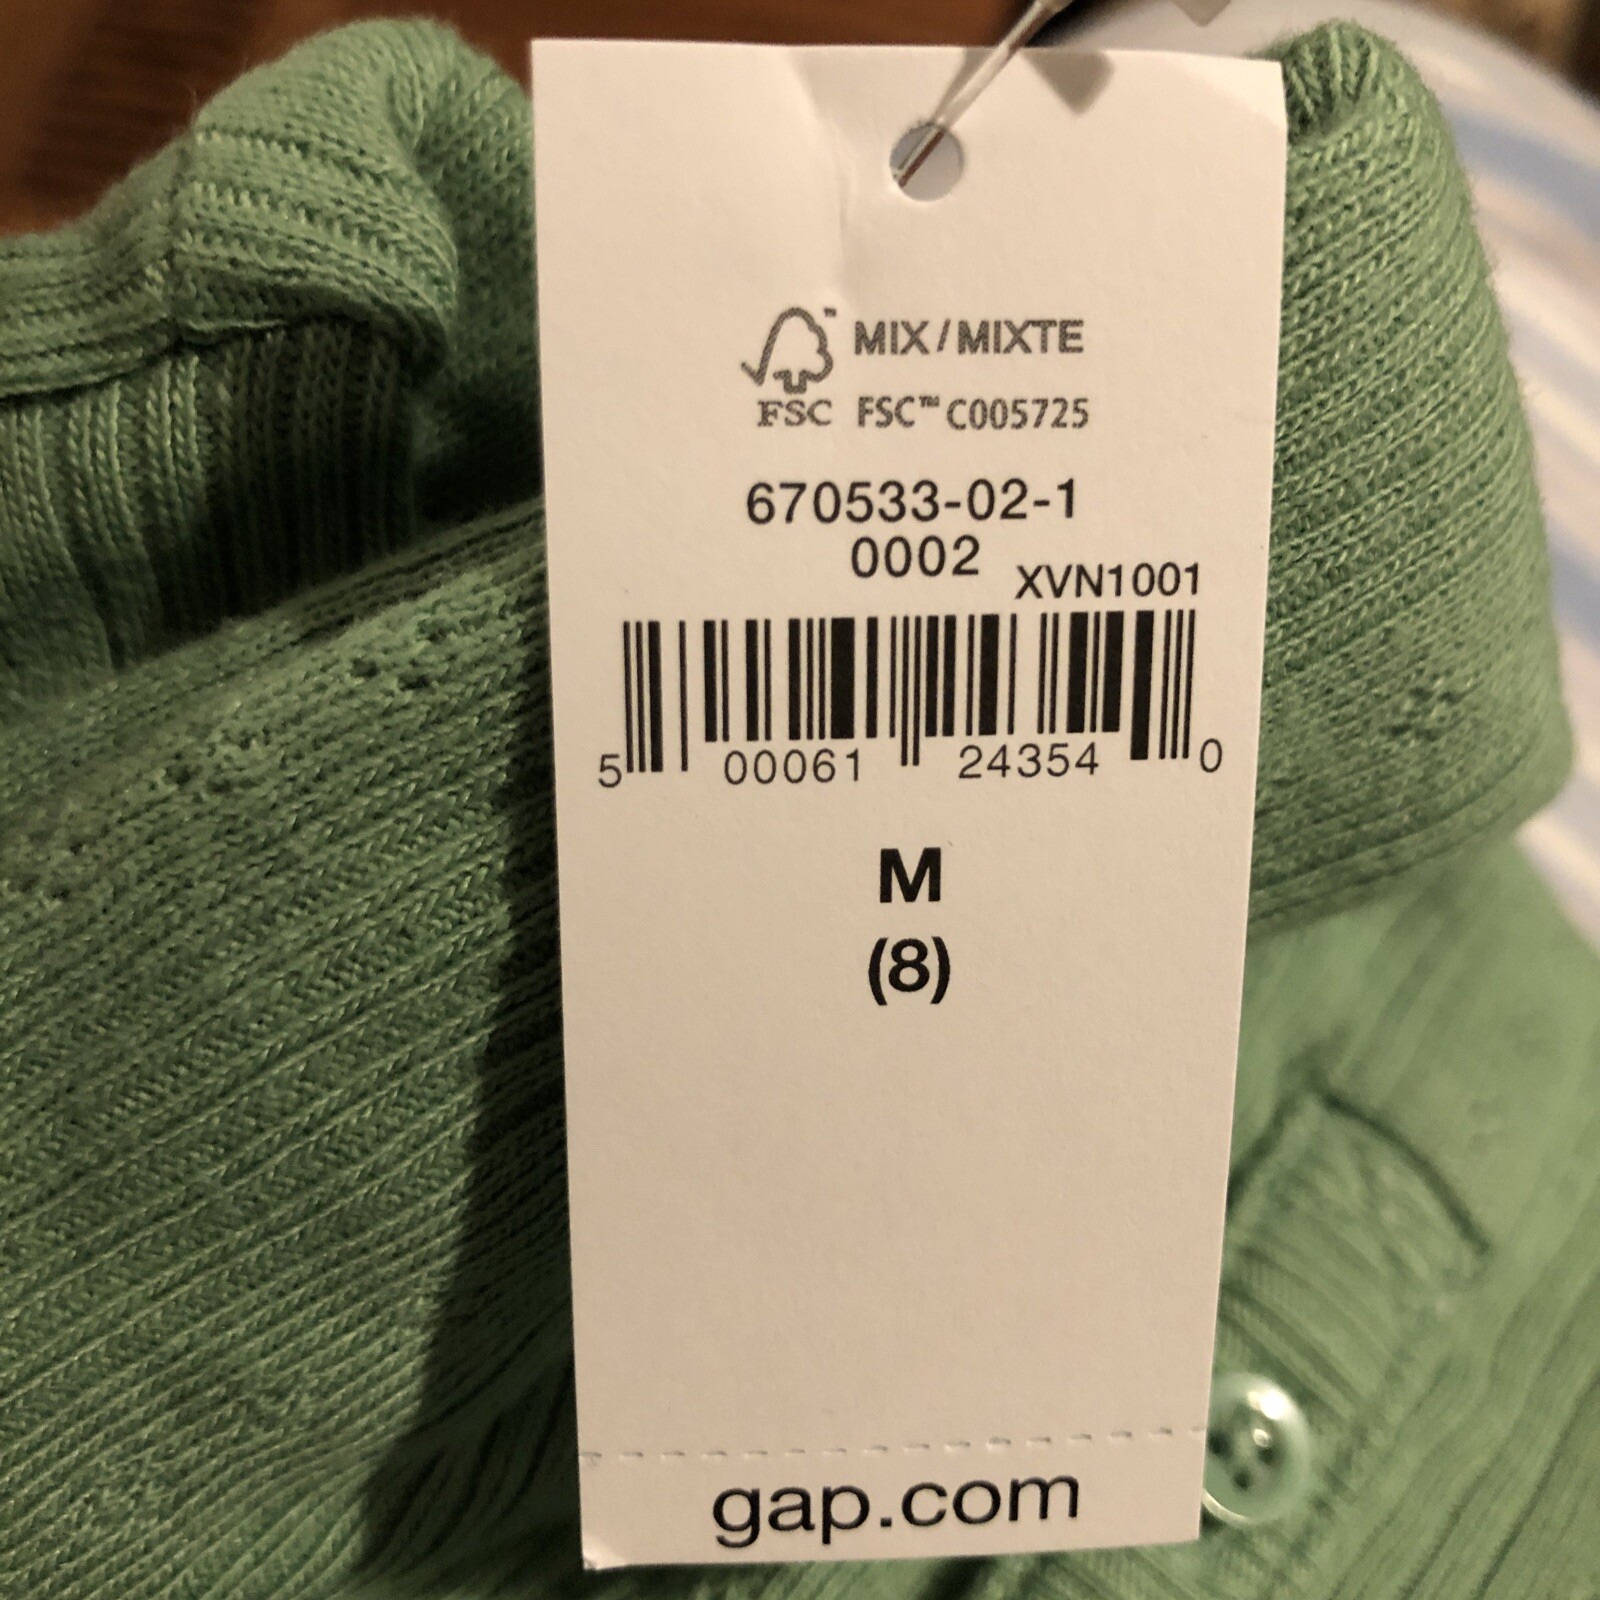 MIX/MIXTE
FSC FSC™ C005725
670533-02-1
0002
XVN1001
5 00061 24354 0
M
(8)
gap.com